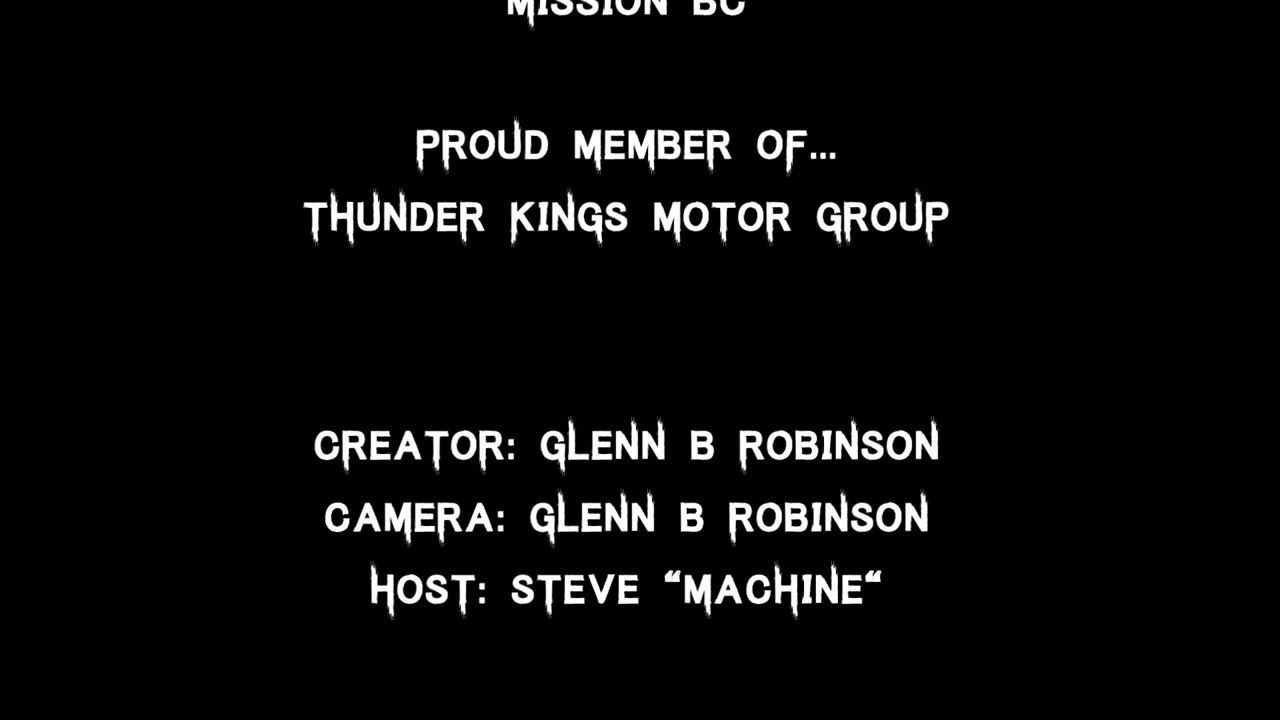 MISSION BC
PROUD MEMBER OF...
THUNDER KINGS MOTOR GROUP
CREATOR: GLENN B ROBINSON
CAMERA: GLENN B ROBINSON
HOST: STEVE “MACHINE“